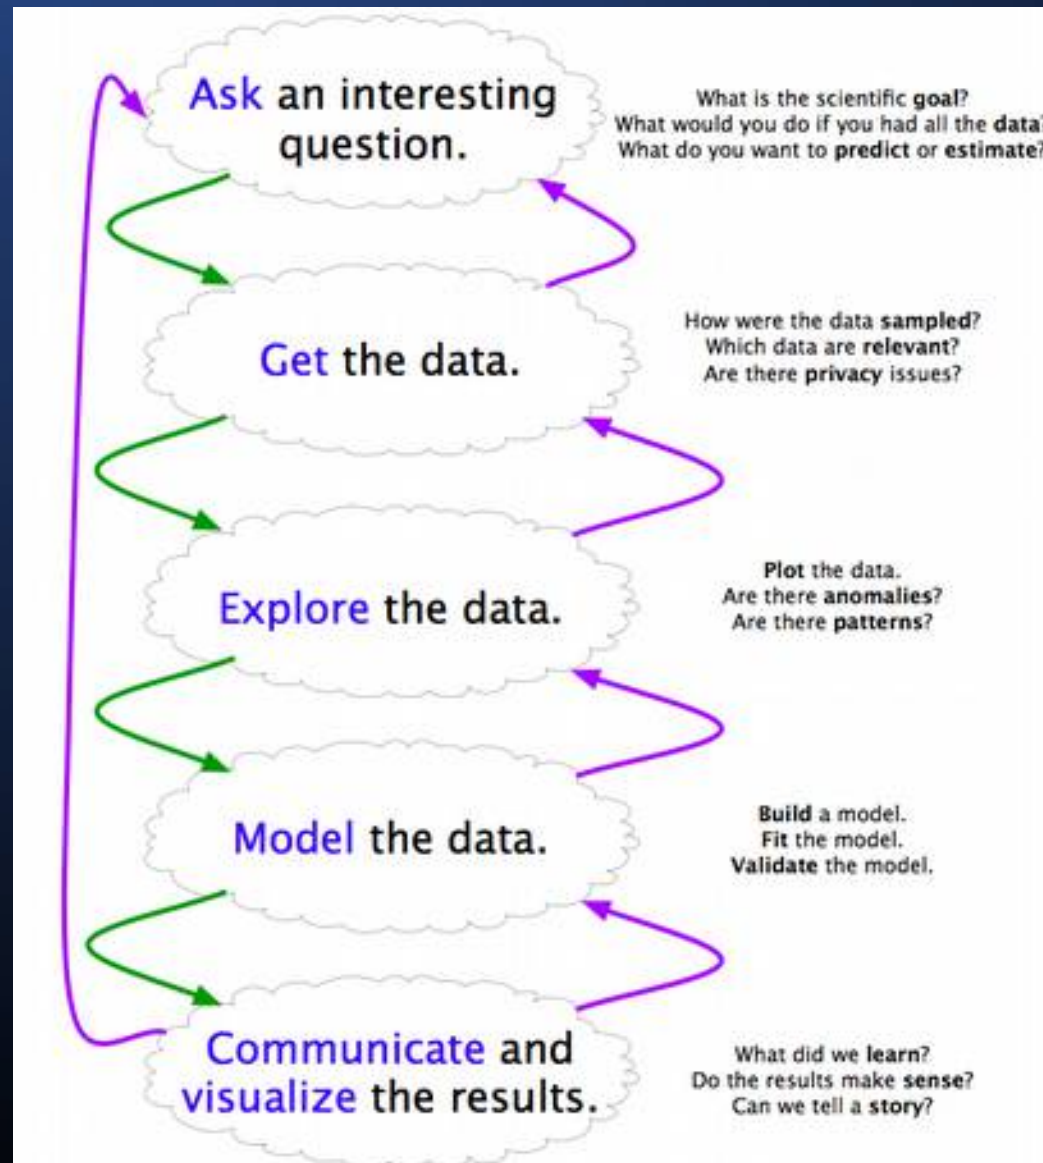 Ask an interesting
question.
What is the scientific goal?
What would you do if you had all the data?
What do you want to predict or estimate?
Get the data.
How were the data sampled?
Which data are relevant?
Are there privacy issues?
Explore the data.
Plot the data.
Are there anomalies?
Are there patterns?
Model the data.
Build a model.
Fit the model.
Validate the model.
Communicate and
visualize the results.
What did we learn?
Do the results make sense?
Can we tell a story?